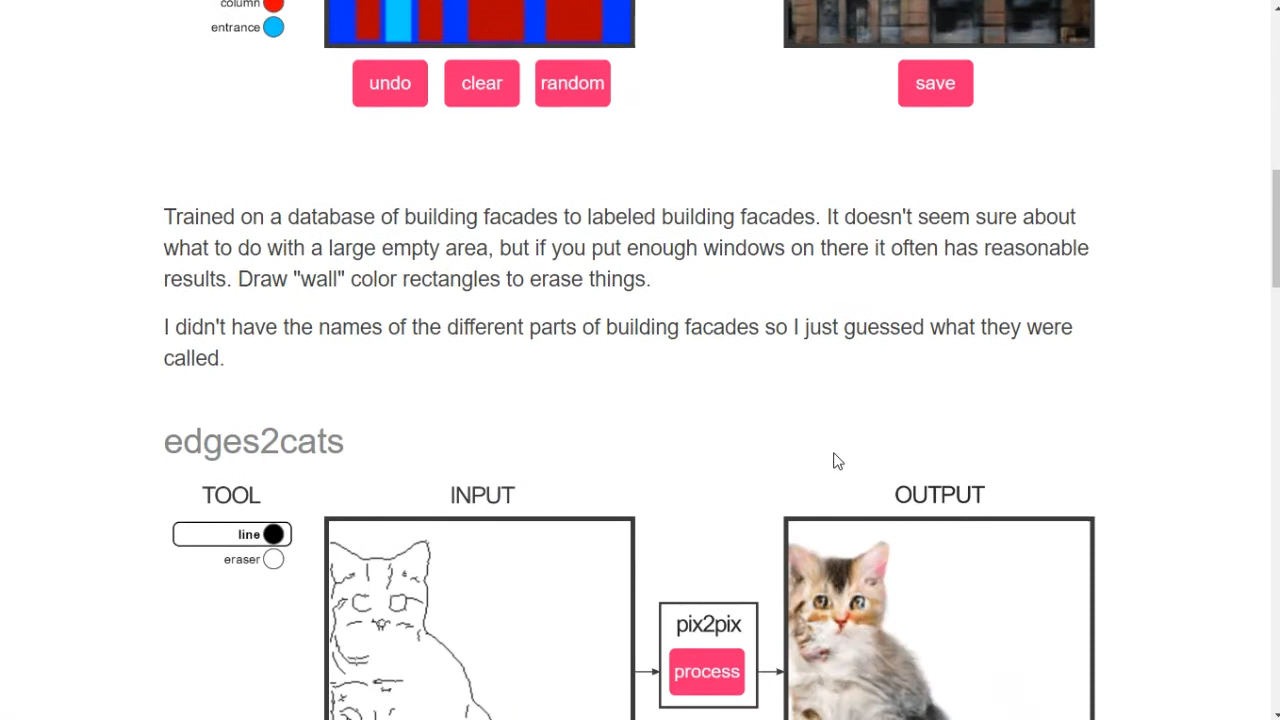 column
entrance
undo clear random save
Trained on a database of building facades to labeled building facades. It doesn't seem sure about
what to do with a large empty area, but if you put enough windows on there it often has reasonable
results. Draw "wall" color rectangles to erase things.
I didn't have the names of the different parts of building facades so I just guessed what they were
called.
edges2cats
TOOL INPUT OUTPUT
line
eraser
pix2pix
process